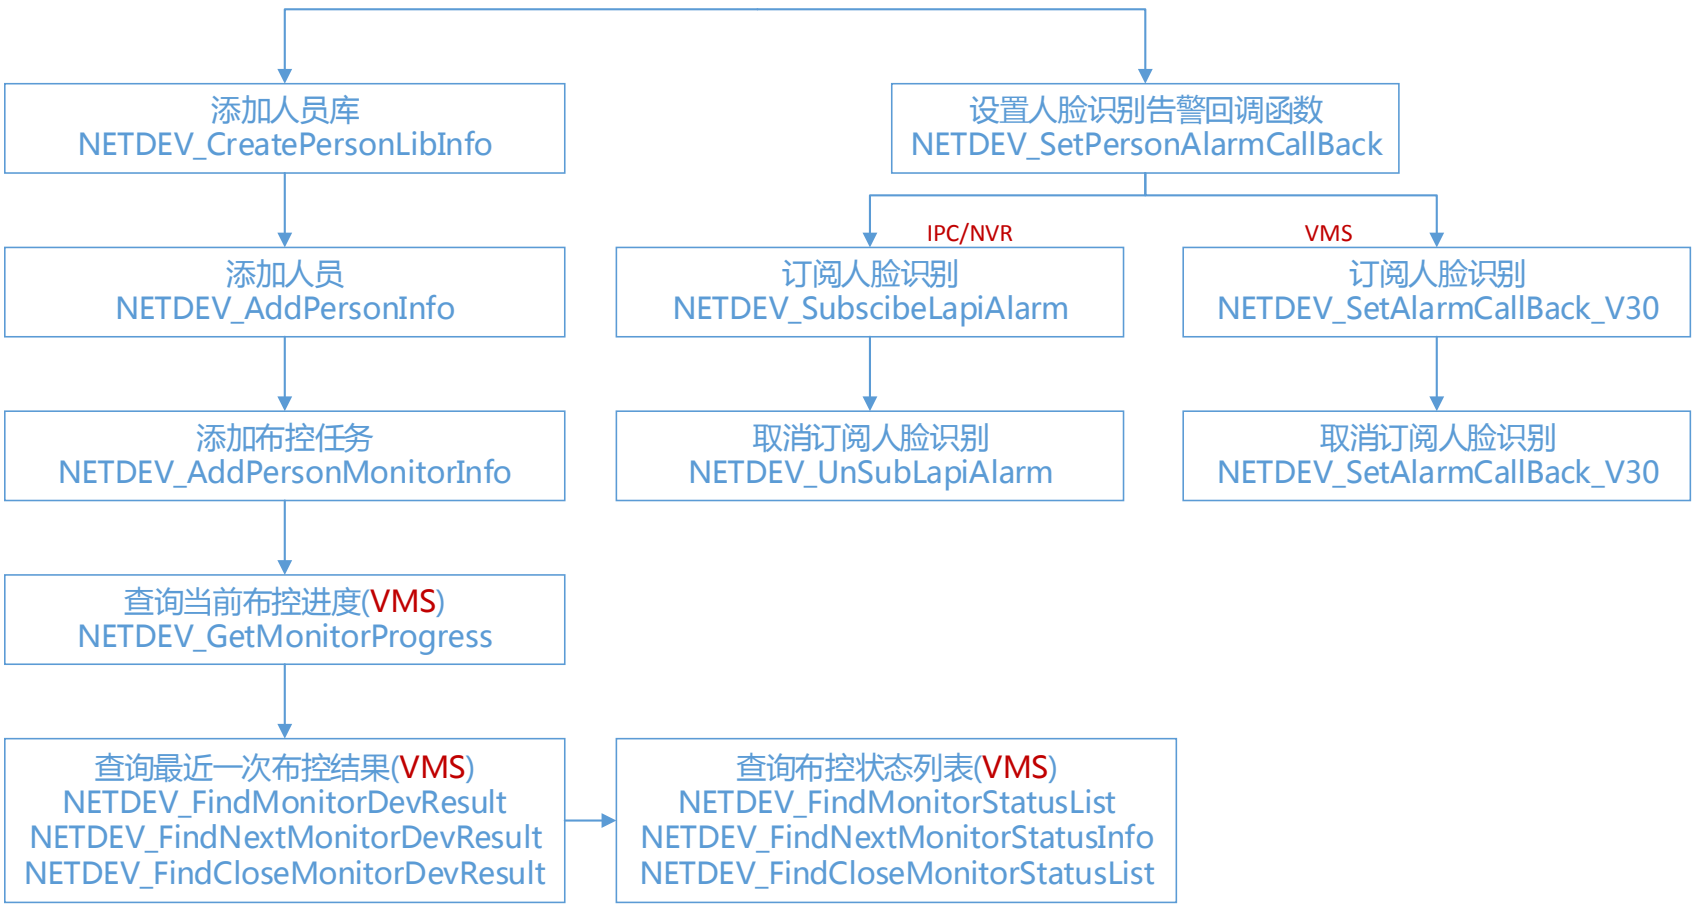 添加人员库
NETDEV_CreatePersonLibInfo
设置人脸识别告警回调函数
NETDEV_SetPersonAlarmCallBack
IPC/NVR
VMS
添加人员
NETDEV_AddPersonInfo
订阅人脸识别
NETDEV_SubscibeLapiAlarm
订阅人脸识别
NETDEV_SetAlarmCallBack_V30
添加布控任务
NETDEV_AddPersonMonitorInfo
取消订阅人脸识别
NETDEV_UnSubLapiAlarm
取消订阅人脸识别
NETDEV_SetAlarmCallBack_V30
查询当前布控进度(VMS)
NETDEV_GetMonitorProgress
查询最近一次布控结果(VMS)
NETDEV_FindMonitorDevResult
NETDEV_FindNextMonitorDevResult
NETDEV_FindCloseMonitorDevResult
查询布控状态列表(VMS)
NETDEV_FindMonitorStatusList
NETDEV_FindNextMonitorStatusInfo
NETDEV_FindCloseMonitorStatusList